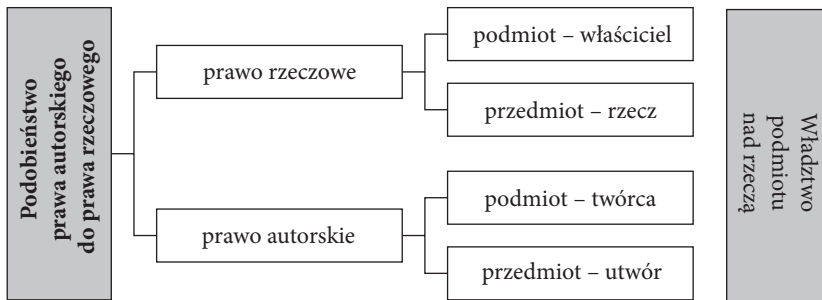 Podobieństwo
prawa autorskiego
do prawa rzeczowego
prawo rzeczowe
podmiot – właściciel
przedmiot – rzecz
prawo autorskie
podmiot – twórca
przedmiot – utwór
Władztwo
podmiotu
nad rzeczą